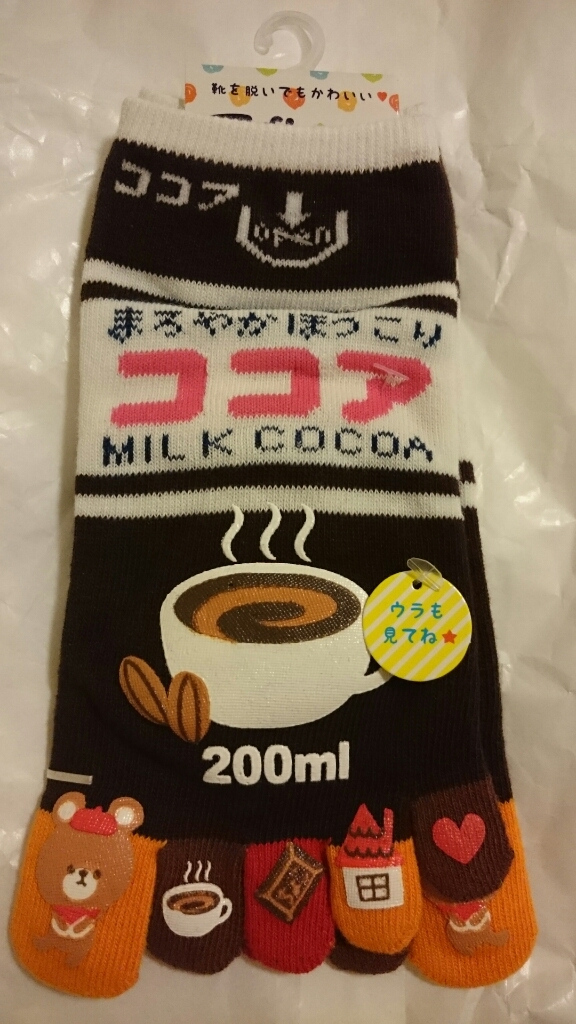 靴を脱いでもかわいい♥
ココア
open
まろやかほっこり
ココア
MILK COCOA
ウラも
見てね★
200ml